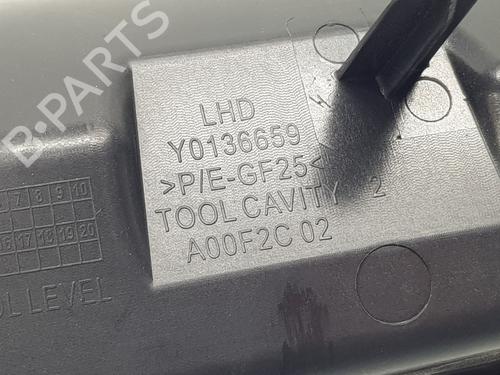 B-PARTS
LHD
Y0136659
>P/E-GF25<
TOOL CAVITY 2
A00F2C 02
7 8 9 10
16 17 18 19 20
LEVEL